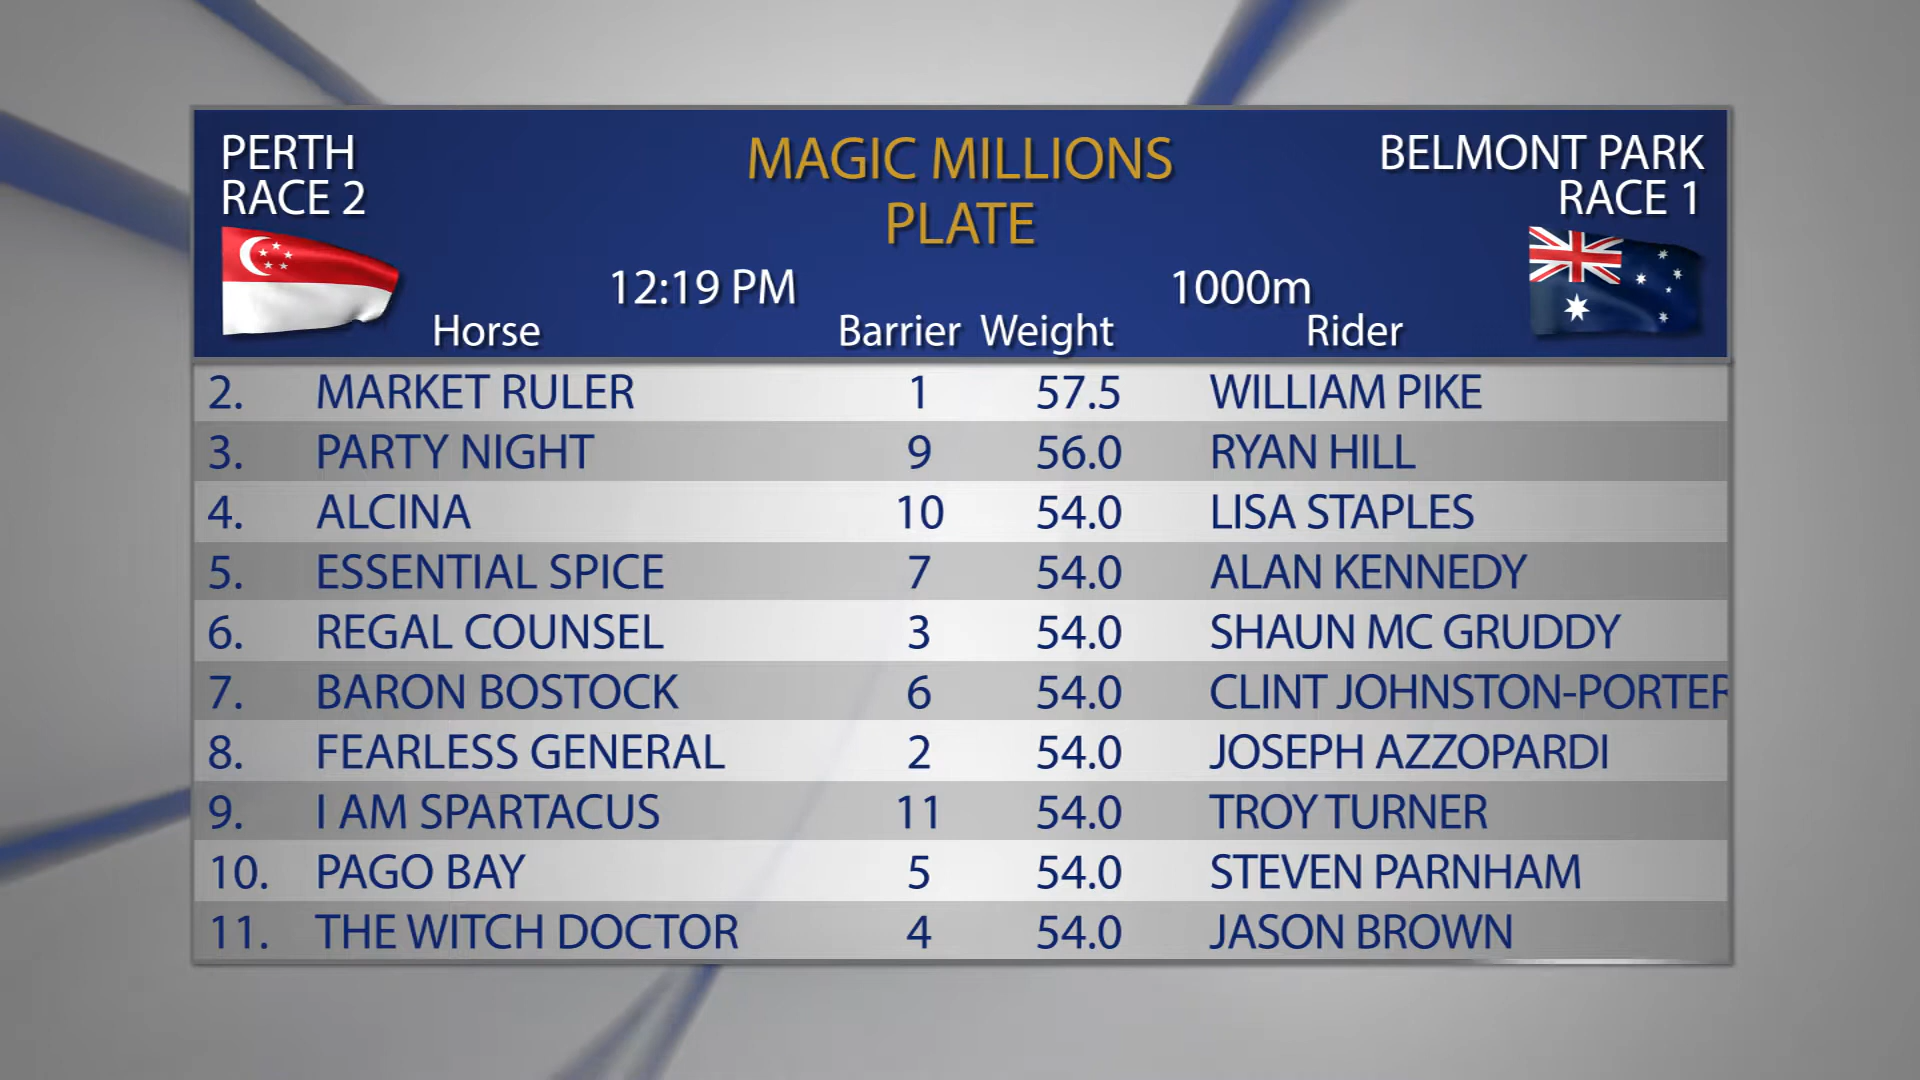 PERTH
RACE 2
MAGIC MILLIONS
PLATE
BELMONT PARK
RACE 1
12:19 PM 1000m
Horse Barrier Weight Rider
2. MARKET RULER 1 57.5 WILLIAM PIKE
3. PARTY NIGHT 9 56.0 RYAN HILL
4. ALCINA 10 54.0 LISA STAPLES
5. ESSENTIAL SPICE 7 54.0 ALAN KENNEDY
6. REGAL COUNSEL 3 54.0 SHAUN MC GRUDDY
7. BARON BOSTOCK 6 54.0 CLINT JOHNSTON-PORTER
8. FEARLESS GENERAL 2 54.0 JOSEPH AZZOPARDI
9. I AM SPARTACUS 11 54.0 TROY TURNER
10. PAGO BAY 5 54.0 STEVEN PARNHAM
11. THE WITCH DOCTOR 4 54.0 JASON BROWN